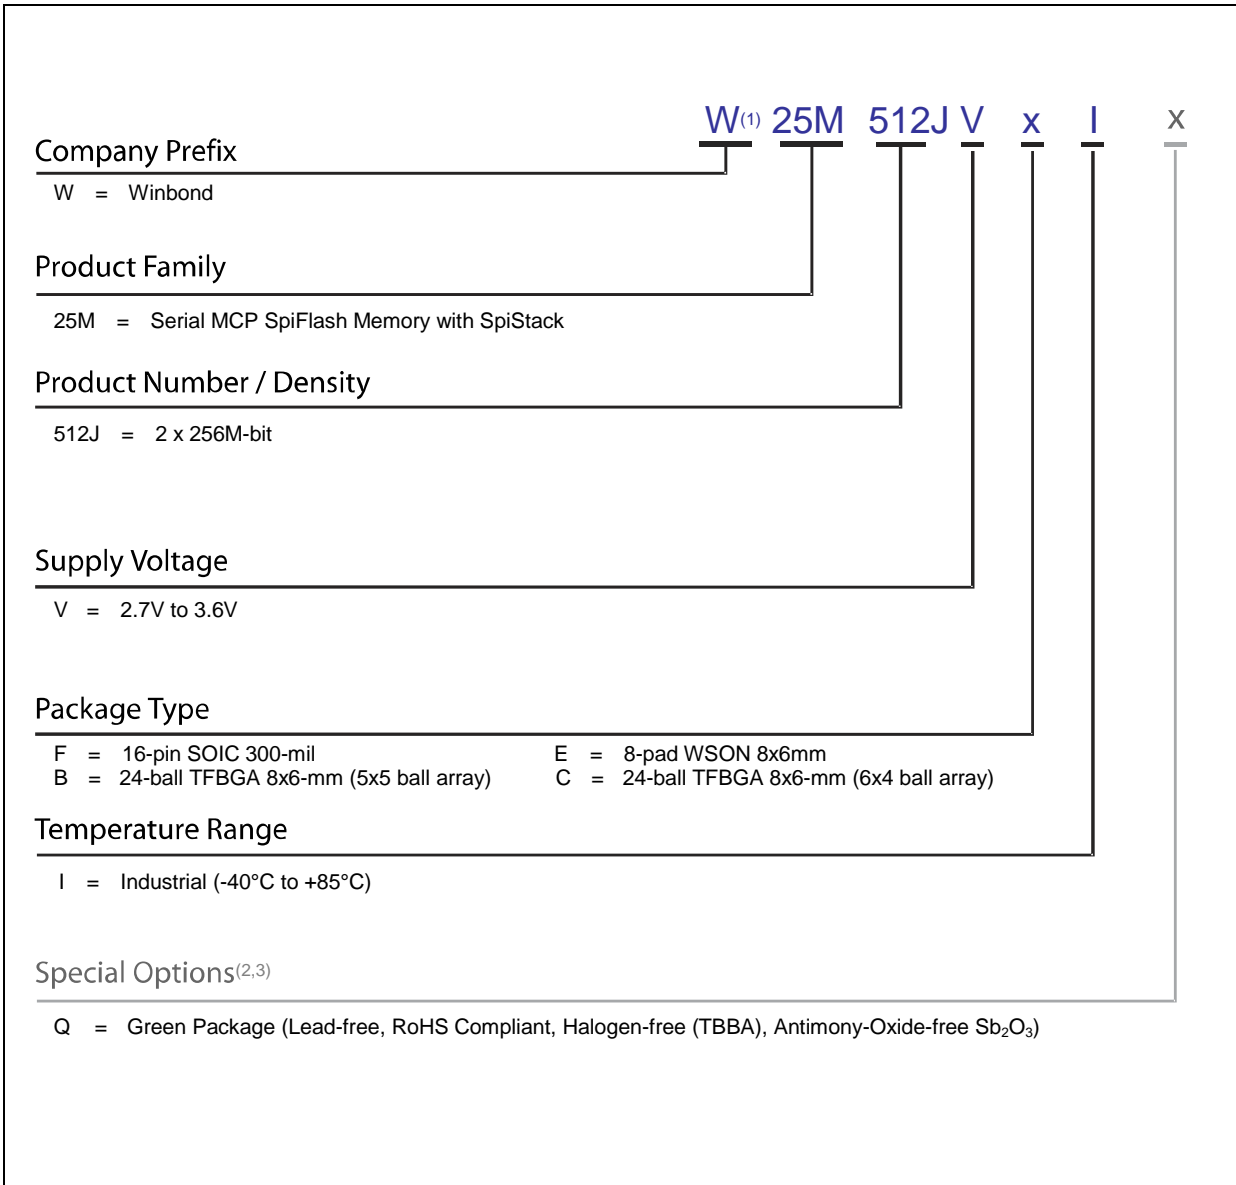 W(1) 25M 512J V x I x
Company Prefix
W = Winbond
Product Family
25M = Serial MCP SpiFlash Memory with SpiStack
Product Number / Density
512J = 2 x 256M-bit
Supply Voltage
V = 2.7V to 3.6V
Package Type
F = 16-pin SOIC 300-mil E = 8-pad WSON 8x6mm
B = 24-ball TFBGA 8x6-mm (5x5 ball array) C = 24-ball TFBGA 8x6-mm (6x4 ball array)
Temperature Range
I = Industrial (-40°C to +85°C)
Special Options(2,3)
Q = Green Package (Lead-free, RoHS Compliant, Halogen-free (TBBA), Antimony-Oxide-free Sb₂O₃)